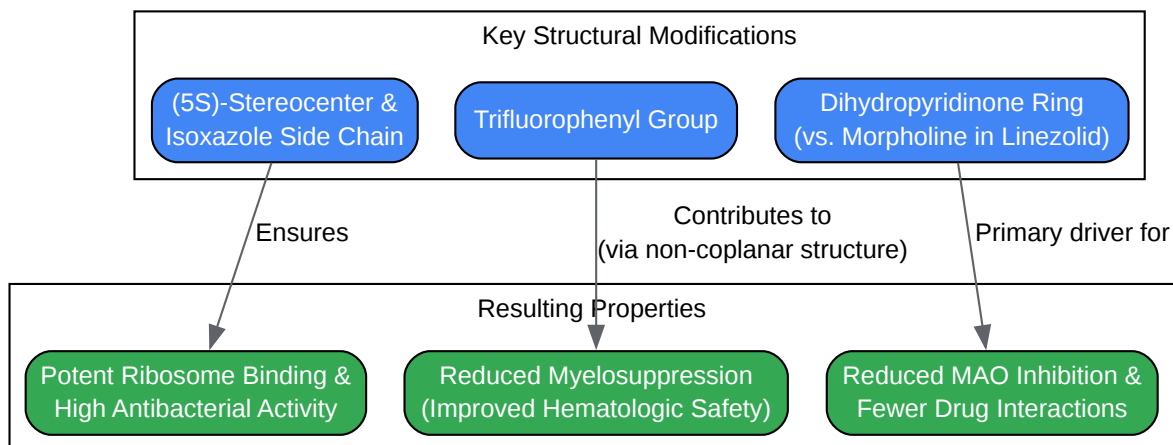 Key Structural Modifications
(5S)-Stereocenter &
Isoxazole Side Chain
Trifluorophenyl Group
Dihydropyridinone Ring
(vs. Morpholine in Linezolid)
Ensures
Contributes to
(via non-coplanar structure)
Primary driver for
Resulting Properties
Potent Ribosome Binding &
High Antibacterial Activity
Reduced Myelosuppression
(Improved Hematologic Safety)
Reduced MAO Inhibition &
Fewer Drug Interactions